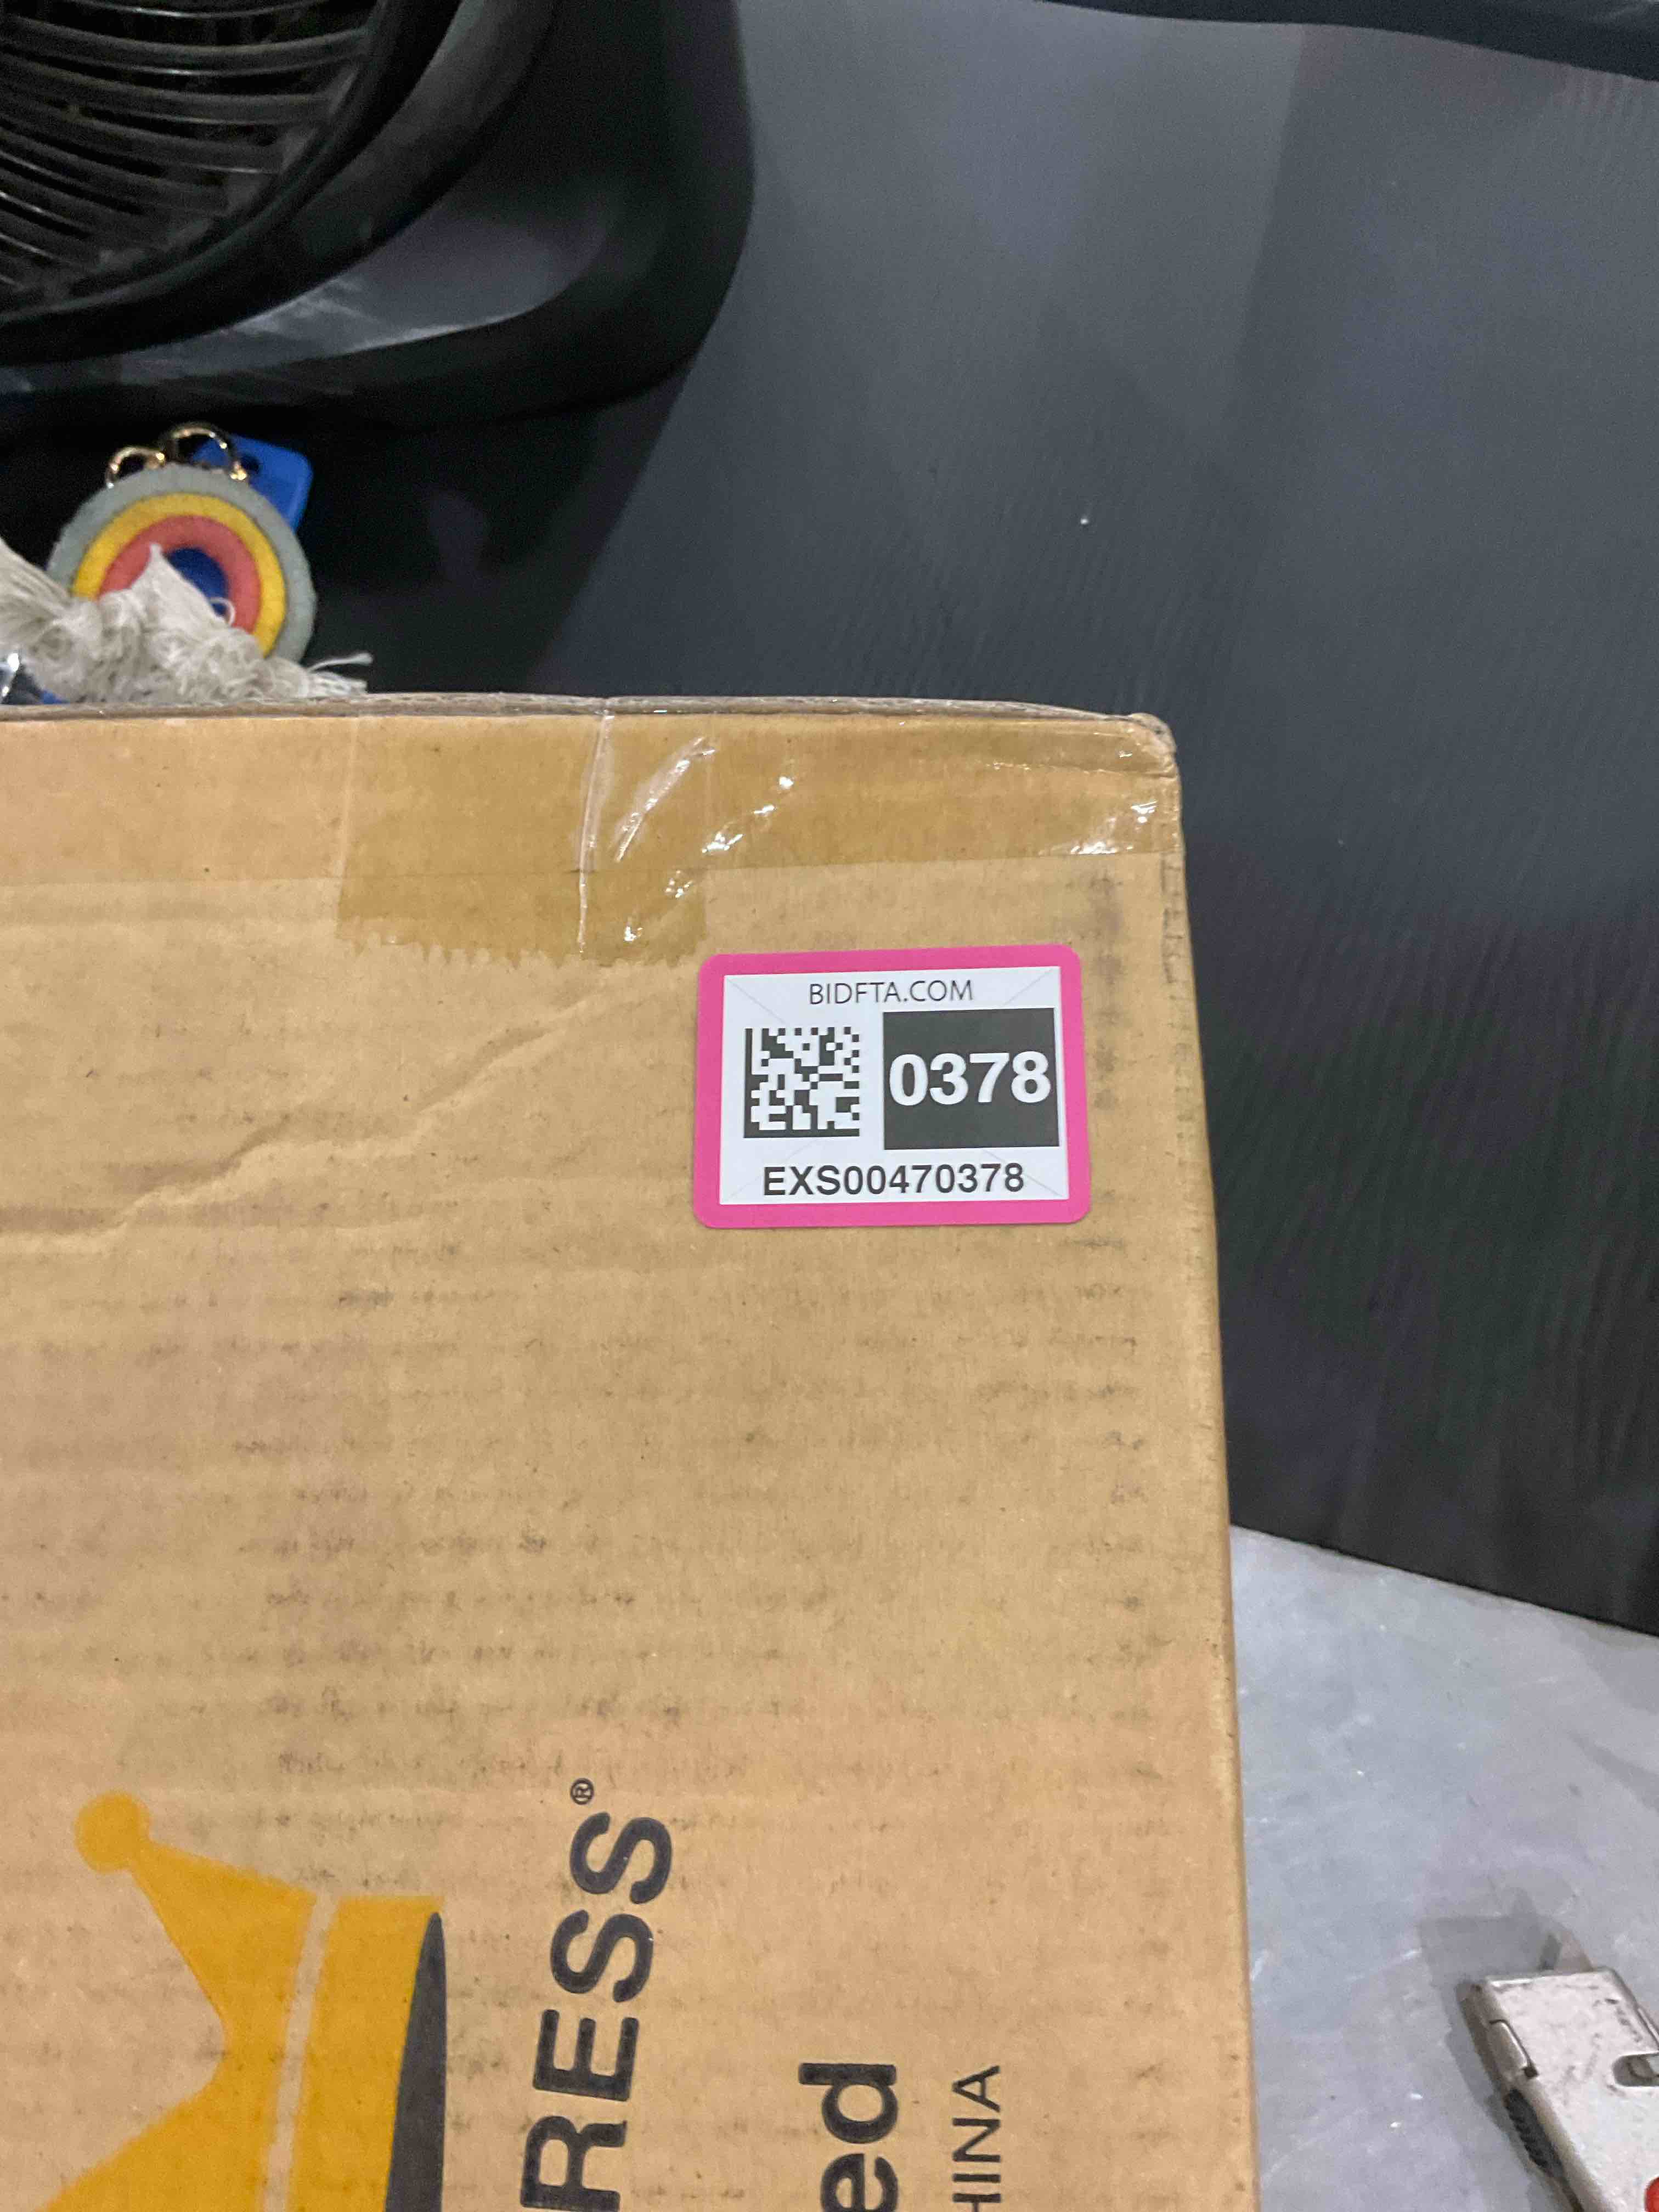 BIDFTA.COM
0378
EXS00470378
RESS®
ed
HINA